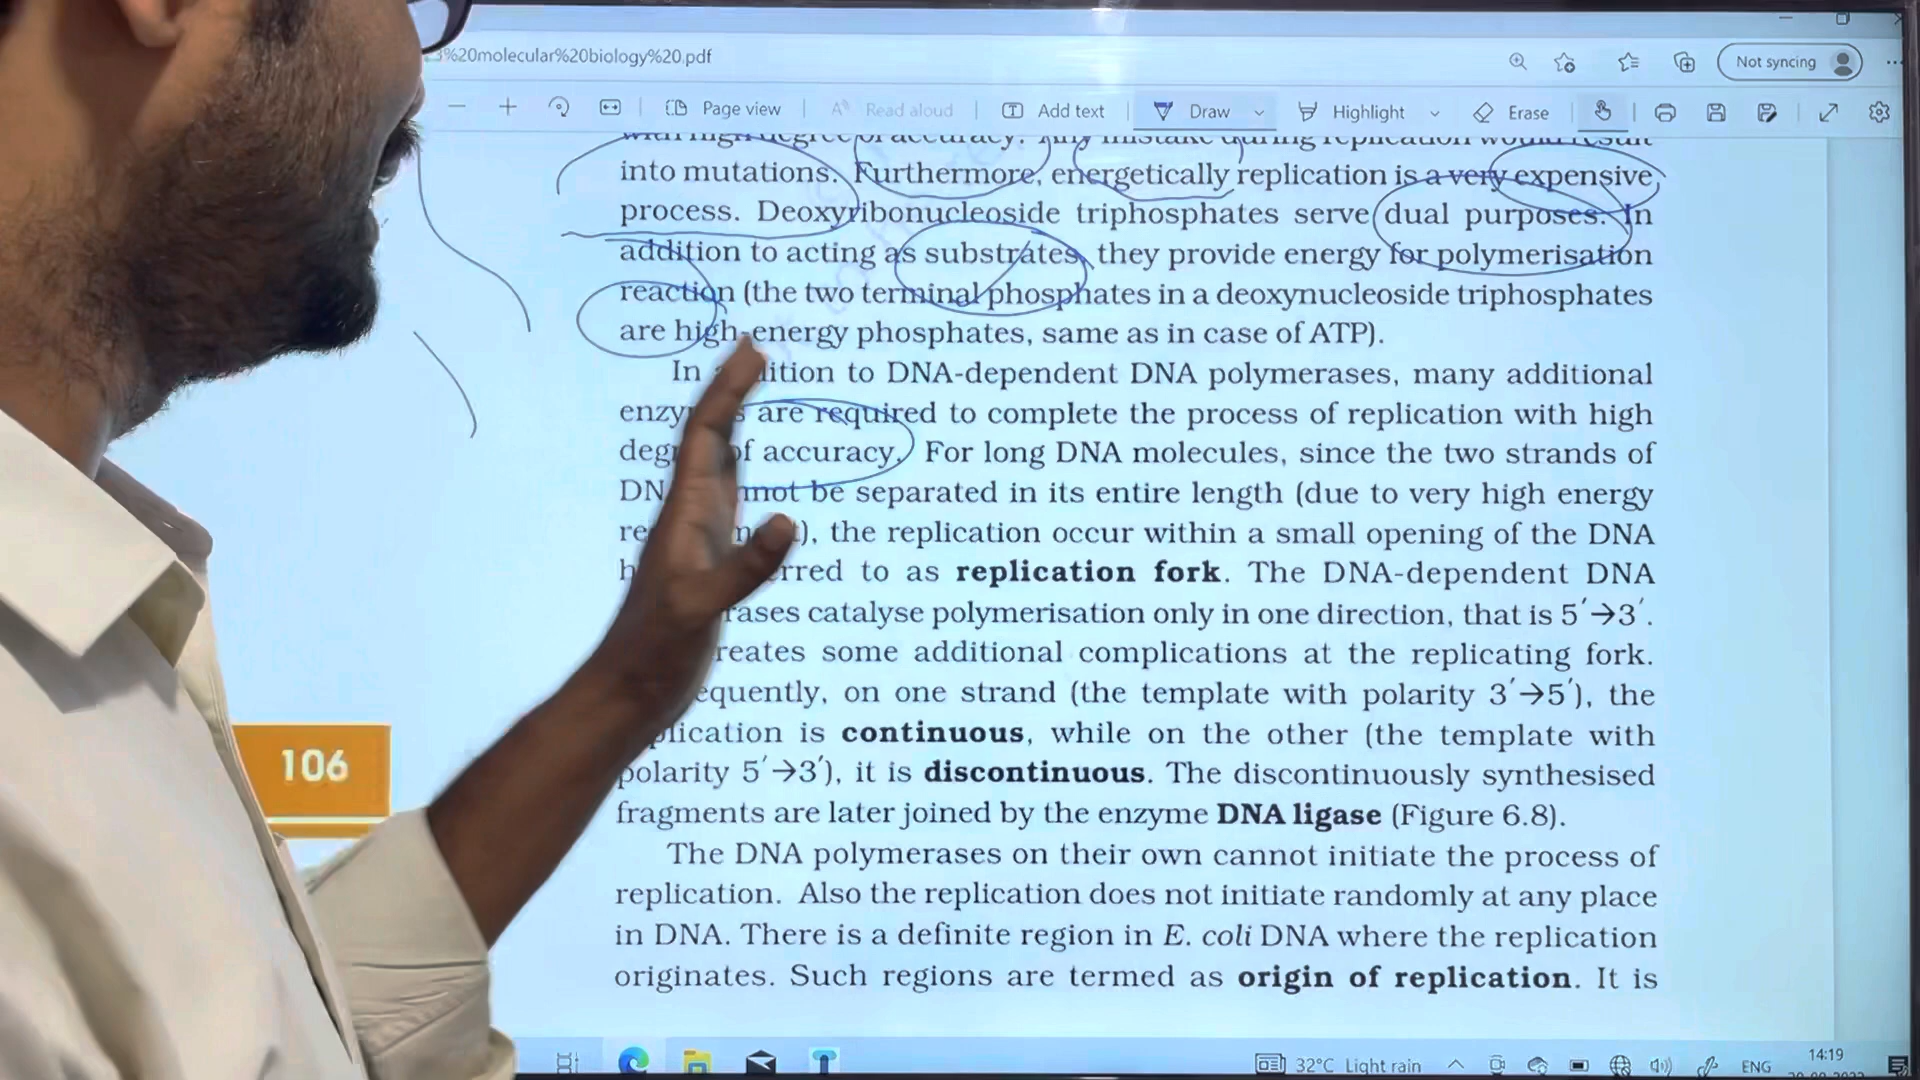 3%20molecular%20biology%20.pdf
Not syncing
Page view
Read aloud
Add text
Draw
Highlight
Erase
with high degree of accuracy. Any mistake during replication would result
into mutations. Furthermore, energetically replication is a very expensive
process. Deoxyribonucleoside triphosphates serve dual purposes. In
addition to acting as substrates, they provide energy for polymerisation
reaction (the two terminal phosphates in a deoxynucleoside triphosphates
are high-energy phosphates, same as in case of ATP).
In addition to DNA-dependent DNA polymerases, many additional
are required to complete the process of replication with high
of accuracy. For long DNA molecules, since the two strands of
be separated in its entire length (due to very high energy
the replication occur within a small opening of the DNA
to as replication fork. The DNA-dependent DNA
catalyse polymerisation only in one direction, that is 5′→3′.
some additional complications at the replicating fork.
on one strand (the template with polarity 3′→5′), the
replication is continuous, while on the other (the template with
polarity 5′→3′), it is discontinuous. The discontinuously synthesised
fragments are later joined by the enzyme DNA ligase (Figure 6.8).
The DNA polymerases on their own cannot initiate the process of
replication. Also the replication does not initiate randomly at any place
in DNA. There is a definite region in E. coli DNA where the replication
originates. Such regions are termed as origin of replication. It is
106
32°C Light rain
ENG
14:19